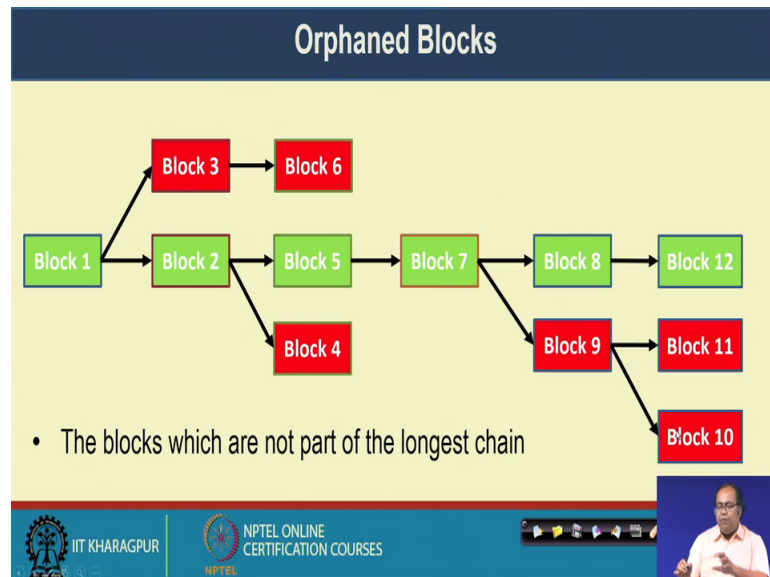 Orphaned Blocks
Block 3
Block 6
Block 1
Block 2
Block 5
Block 7
Block 8
Block 12
Block 4
Block 9
Block 11
Block 10
• The blocks which are not part of the longest chain
IIT KHARAGPUR
NPTEL
NPTEL ONLINE
CERTIFICATION COURSES